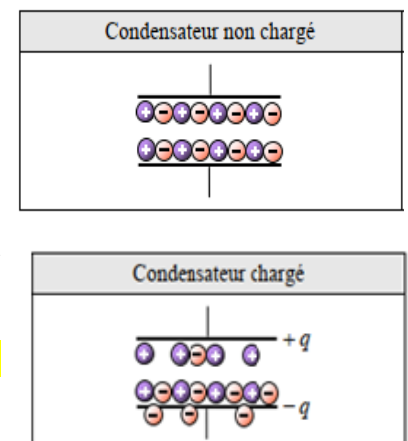 Condensateur non chargé
+ - + - + - + -
+ - + - + - + -
Condensateur chargé
+ + - + + +q
+ - + - + - + -
- - - -q